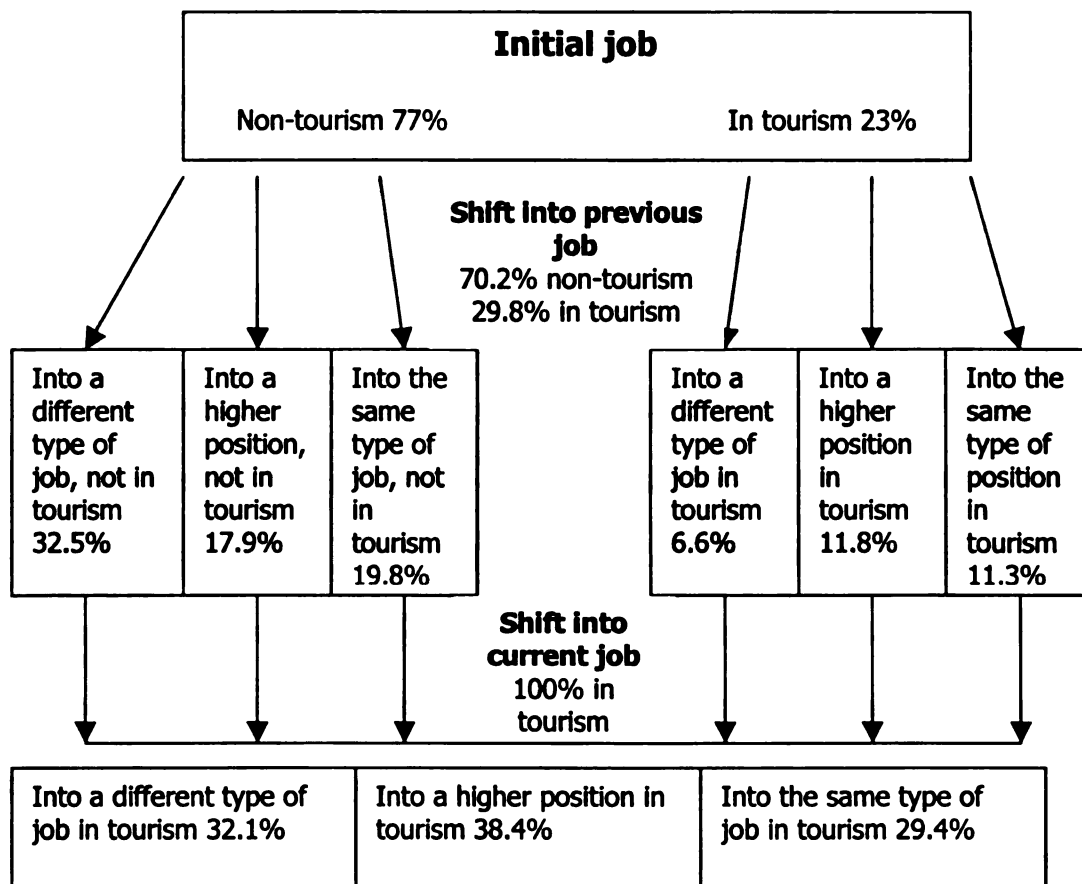 Initial job
Non-tourism 77%
In tourism 23%
Shift into previous
job
70.2% non-tourism
29.8% in tourism
Into a
different
type of
job, not in
tourism
32.5%
Into a
higher
position,
not in
tourism
17.9%
Into the
same
type of
job, not
in
tourism
19.8%
Into a
different
type of
job in
tourism
6.6%
Into a
higher
position
in
tourism
11.8%
Into the
same
type of
position
in
tourism
11.3%
Shift into
current job
100% in
tourism
Into a different type of
job in tourism 32.1%
Into a higher position in
tourism 38.4%
Into the same type of
job in tourism 29.4%